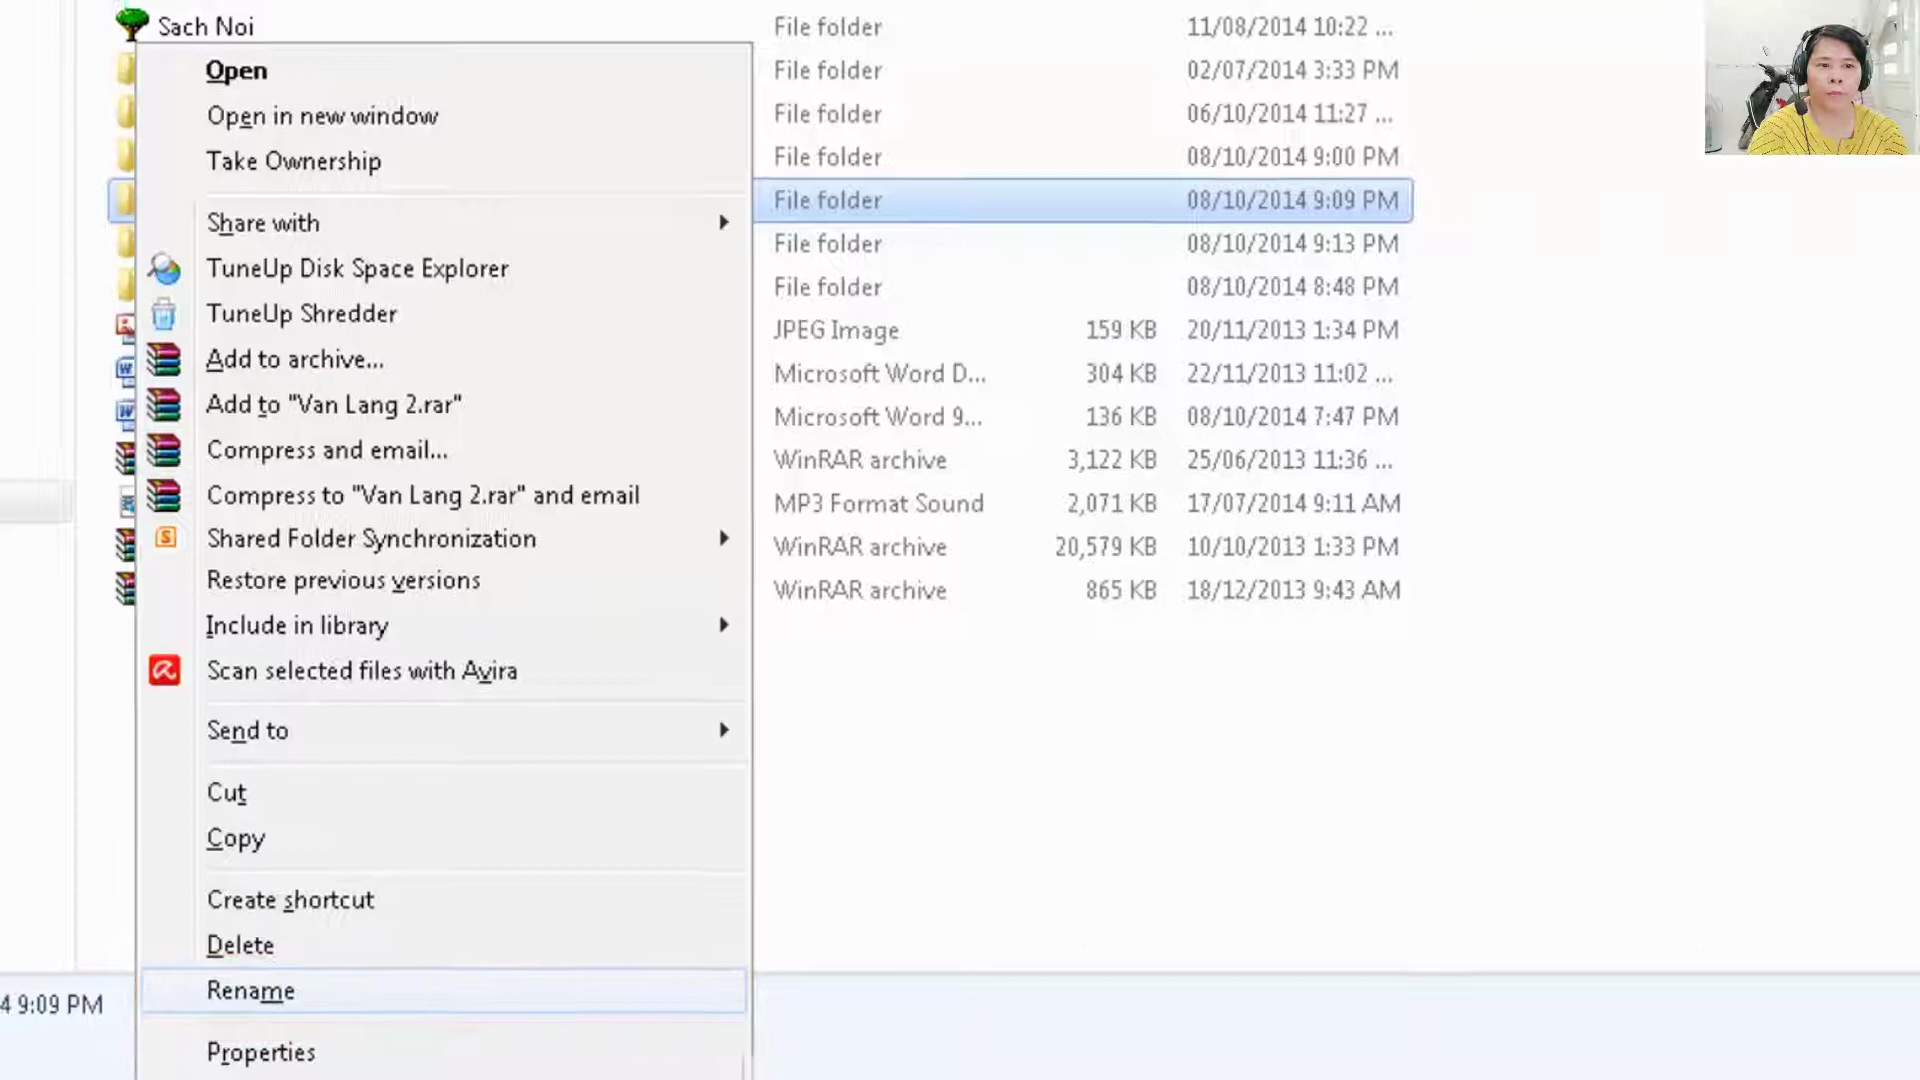 Sach Noi File folder 11/08/2014 10:22 ...
Open File folder 02/07/2014 3:33 PM
Open in new window File folder 06/10/2014 11:27 ...
Take Ownership File folder 08/10/2014 9:00 PM
File folder 08/10/2014 9:09 PM
Share with File folder 08/10/2014 9:13 PM
TuneUp Disk Space Explorer File folder 08/10/2014 8:48 PM
TuneUp Shredder JPEG Image 159 KB 20/11/2013 1:34 PM
Add to archive... Microsoft Word D... 304 KB 22/11/2013 11:02 ...
Add to "Van Lang 2.rar" Microsoft Word 9... 136 KB 08/10/2014 7:47 PM
Compress and email... WinRAR archive 3,122 KB 25/06/2013 11:36 ...
Compress to "Van Lang 2.rar" and email MP3 Format Sound 2,071 KB 17/07/2014 9:11 AM
Shared Folder Synchronization WinRAR archive 20,579 KB 10/10/2013 1:33 PM
Restore previous versions WinRAR archive 865 KB 18/12/2013 9:43 AM
Include in library
Scan selected files with Avira
Send to
Cut
Copy
Create shortcut
Delete
Rename
4 9:09 PM
Properties